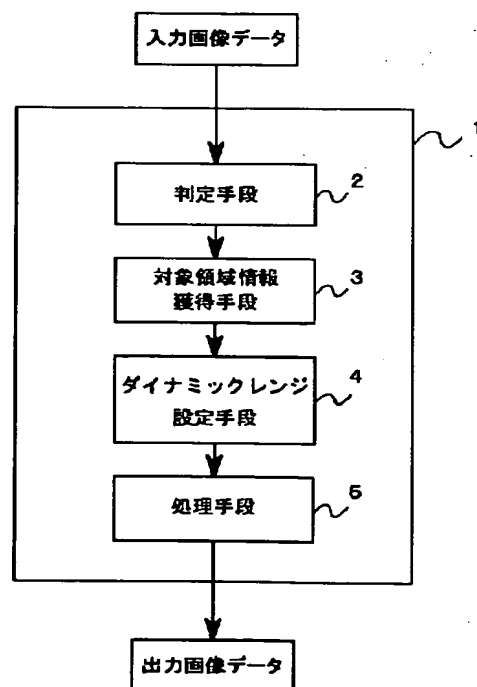 入力画像データ
1
判定手段
2
対象領域情報
獲得手段
3
ダイナミックレンジ
設定手段
4
処理手段
5
出力画像データ